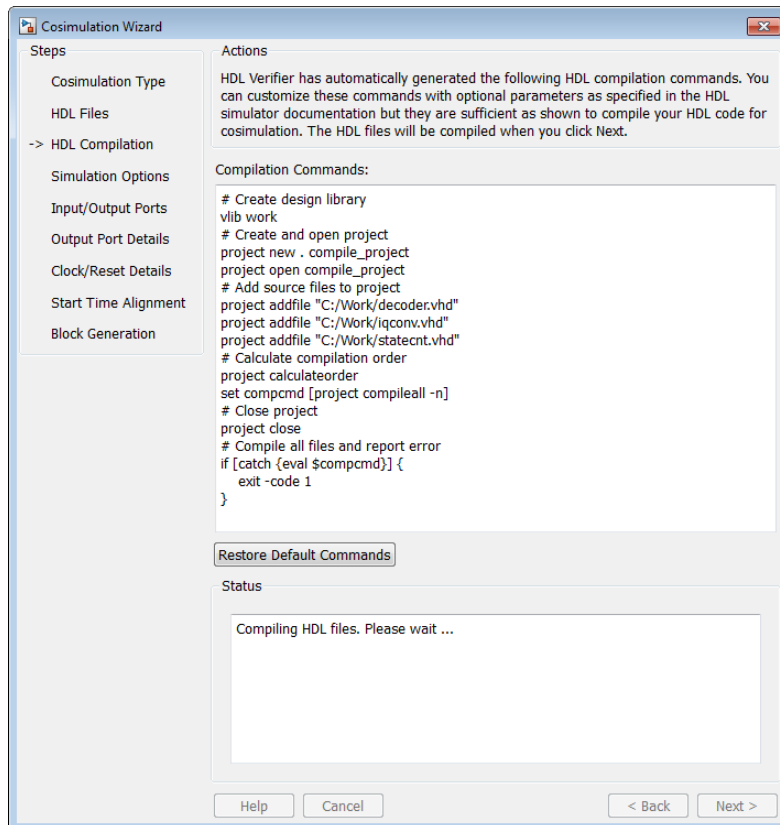 Cosimulation Wizard
Steps
Cosimulation Type
HDL Files
-> HDL Compilation
Simulation Options
Input/Output Ports
Output Port Details
Clock/Reset Details
Start Time Alignment
Block Generation
Actions
HDL Verifier has automatically generated the following HDL compilation commands. You
can customize these commands with optional parameters as specified in the HDL
simulator documentation but they are sufficient as shown to compile your HDL code for
cosimulation. The HDL files will be compiled when you click Next.
Compilation Commands:
# Create design library
vlib work
# Create and open project
project new . compile_project
project open compile_project
# Add source files to project
project addfile "C:/Work/decoder.vhd"
project addfile "C:/Work/iqconv.vhd"
project addfile "C:/Work/statecnt.vhd"
# Calculate compilation order
project calculateorder
set compcmd [project compileall -n]
# Close project
project close
# Compile all files and report error
if [catch {eval $compcmd}] {
exit -code 1
}
Restore Default Commands
Status
Compiling HDL files. Please wait ...
Help Cancel < Back Next >